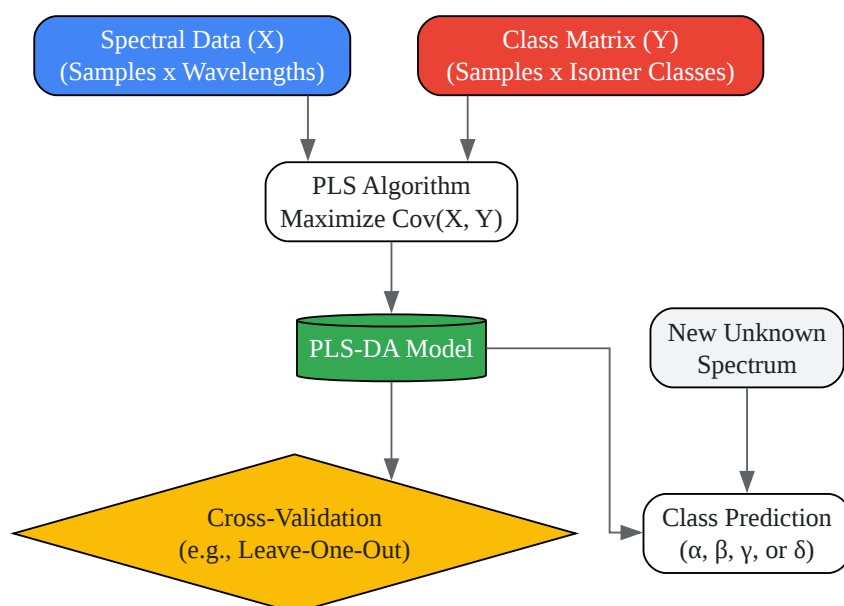 Spectral Data (X)
(Samples x Wavelengths)
Class Matrix (Y)
(Samples x Isomer Classes)
PLS Algorithm
Maximize Cov(X, Y)
PLS-DA Model
New Unknown
Spectrum
Cross-Validation
(e.g., Leave-One-Out)
Class Prediction
(α, β, γ, or δ)